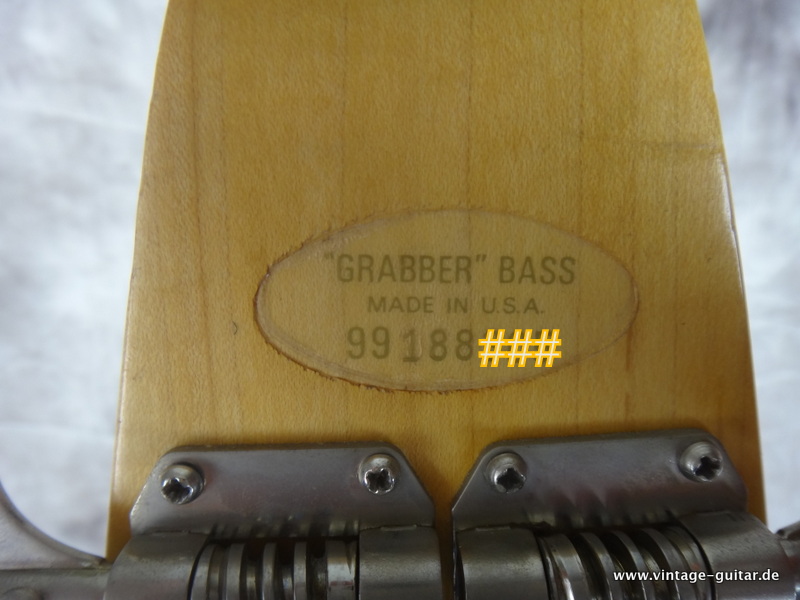 "GRABBER" BASS
MADE IN U.S.A.
99188###
www.vintage-guitar.de